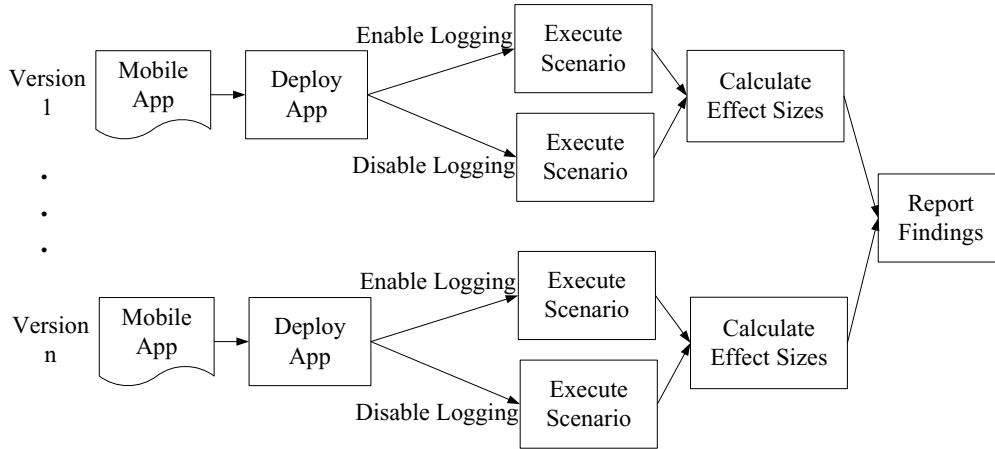 Version
1
Mobile
App
Deploy
App
Enable Logging
Disable Logging
Execute
Scenario
Execute
Scenario
Calculate
Effect Sizes
Report
Findings
Version
n
Mobile
App
Deploy
App
Enable Logging
Disable Logging
Execute
Scenario
Execute
Scenario
Calculate
Effect Sizes